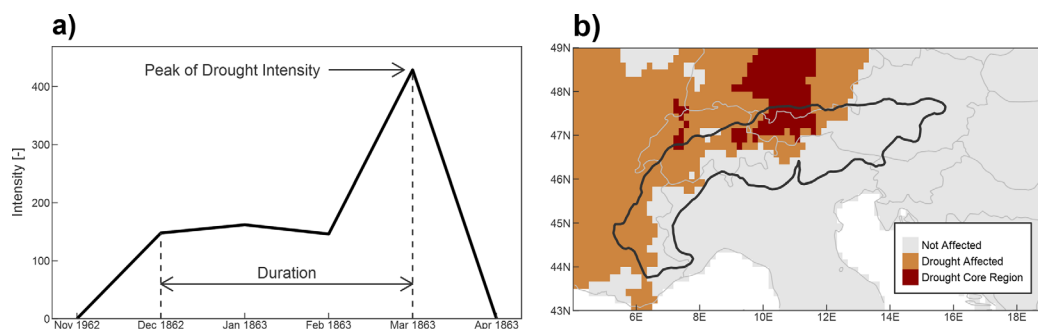 a)
Peak of Drought Intensity
Intensity [-]
400
300
200
100
0
Duration
Nov 1962
Dec 1862
Jan 1863
Feb 1863
Mar 1863
Apr 1863
b)
49N
48N
47N
46N
45N
44N
43N
6E
8E
10E
12E
14E
16E
18E
Not Affected
Drought Affected
Drought Core Region